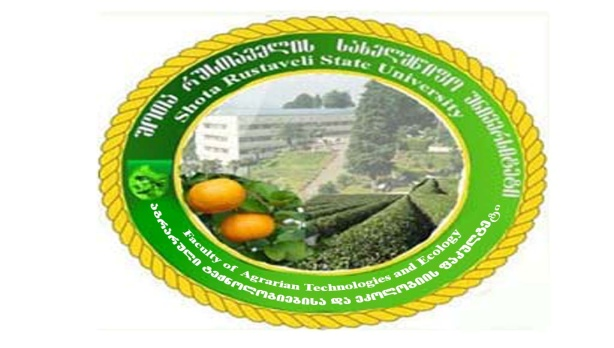 შოთა რუსთაველის სახელმწიფო უნივერსიტეტი
Shota Rustaveli State University
Faculty of Agrarian Technologies and Ecology
აგრარული ტექნოლოგიებისა და ეკოლოგიის ფაკულტეტი